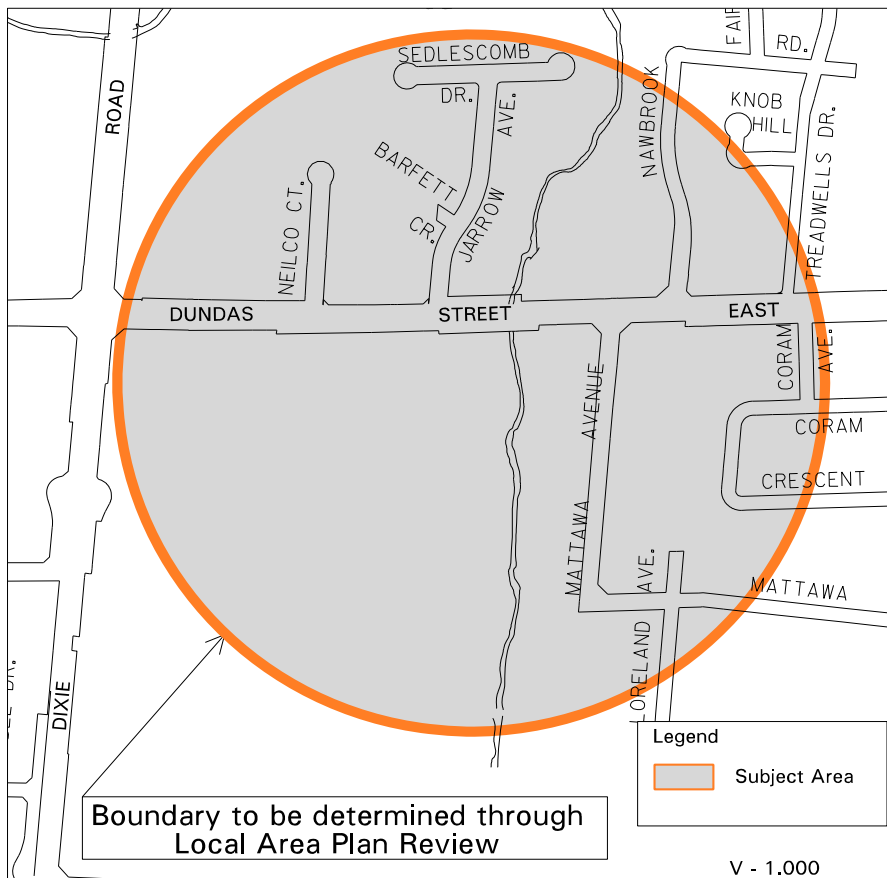 SEDLESCOMB
DR.
AVE.
JARROW
BARFETT
CR.
NEILCO CT.
ROAD
NAWBROOK
FAIR
RD.
KNOB
HILL
TREADWELLS DR.
DUNDAS STREET EAST
CORAM
AVE.
CORAM
CRESCENT
MATTAWA AVENUE
AVE.
LORELAND
MATTAWA
DR.
DIXIE
Legend
Subject Area
Boundary to be determined through
Local Area Plan Review
V - 1.000